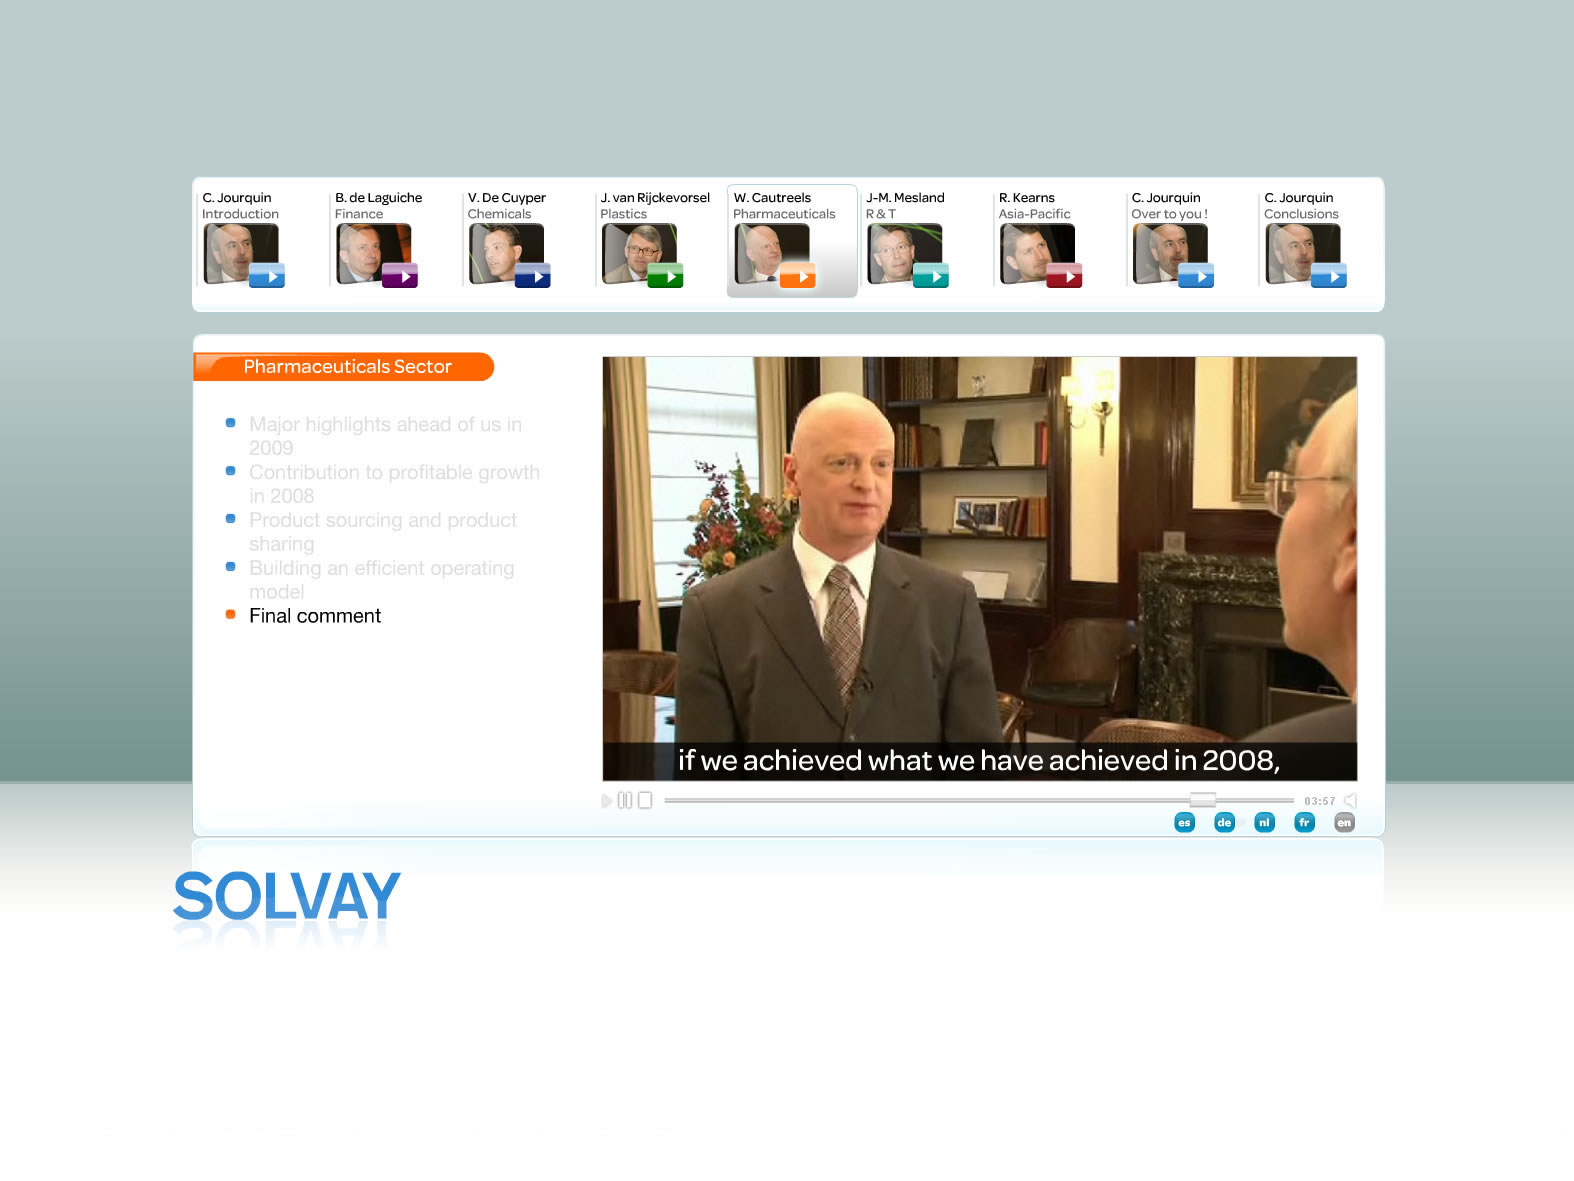 C. Jourquin
Introduction
B. de Laguiche
Finance
V. De Cuyper
Chemicals
J. van Rijckevorsel
Plastics
W. Cautreels
Pharmaceuticals
J-M. Mesland
R & T
R. Kearns
Asia-Pacific
C. Jourquin
Over to you !
C. Jourquin
Conclusions
Pharmaceuticals Sector
Major highlights ahead of us in
2009
Contribution to profitable growth
in 2008
Product sourcing and product
sharing
Building an efficient operating
model
Final comment
if we achieved what we have achieved in 2008,
03:57
es de nl fr en
SOLVAY